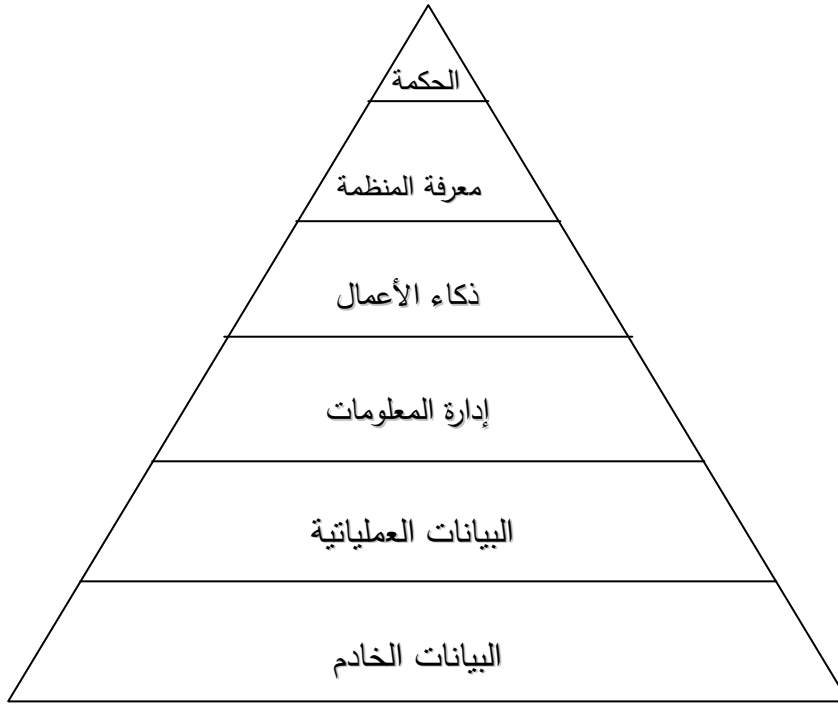 الحكمة
معرفة المنظمة
ذكاء الأعمال
إدارة المعلومات
البيانات العملياتية
البيانات الخادم